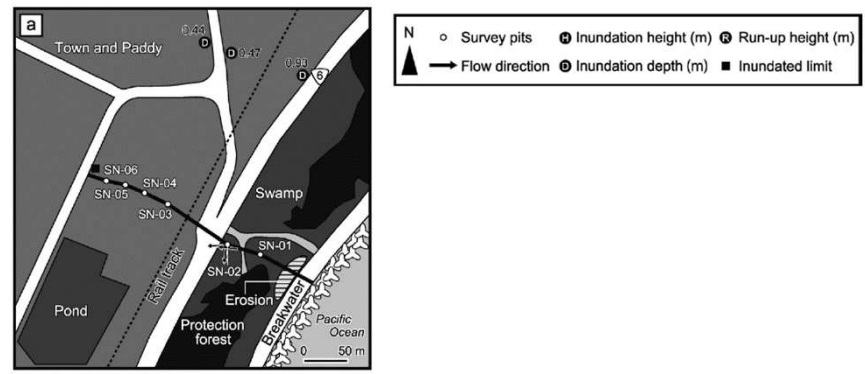 a
Town and Paddy
0.44
D
D
0.47
0.93
D
6
SN-06
SN-04
SN-05
SN-03
Swamp
SN-01
SN-02
Rail track
Erosion
Pond
Protection
forest
Breakwater
Pacific
Ocean
0 50 m
N
Survey pits
H Inundation height (m)
R Run-up height (m)
Flow direction
D Inundation depth (m)
Inundated limit